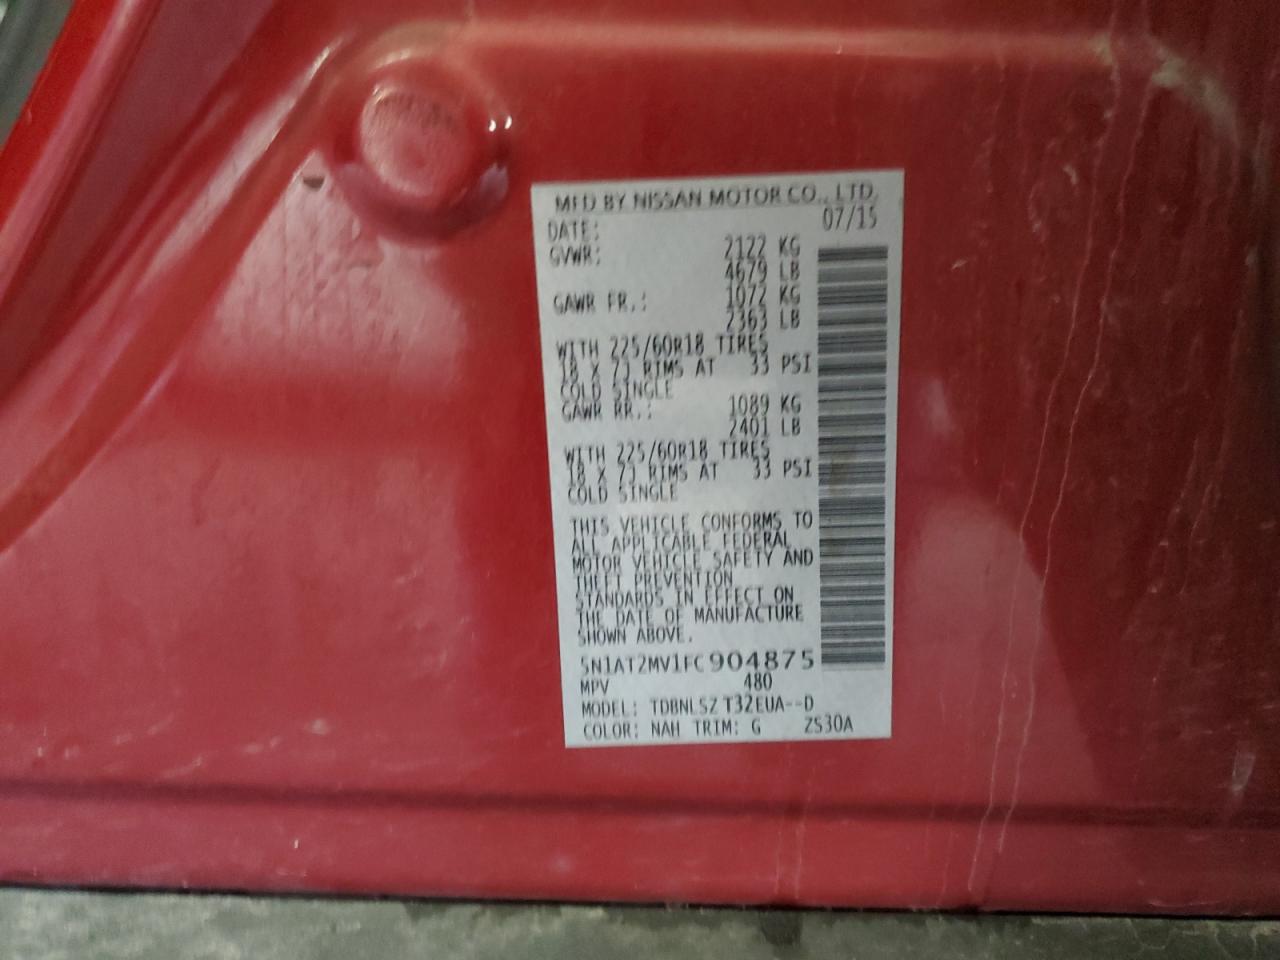 MFD BY NISSAN MOTOR CO., LTD.
DATE: 07/15
GVWR: 2122 KG
4679 LB
GAWR FR.: 1072 KG
2363 LB
WITH 225/60R18 TIRES
18 X 7J RIMS AT 33 PSI
COLD SINGLE
GAWR RR.: 1089 KG
2401 LB
WITH 225/60R18 TIRES
18 X 7J RIMS AT 33 PSI
COLD SINGLE
THIS VEHICLE CONFORMS TO
ALL APPLICABLE FEDERAL
MOTOR VEHICLE SAFETY AND
THEFT PREVENTION
STANDARDS IN EFFECT ON
THE DATE OF MANUFACTURE
SHOWN ABOVE.
5N1AT2MV1FC904875
MPV 480
MODEL: TDBNLSZ T32EUA--D
COLOR: NAH TRIM: G ZS30A